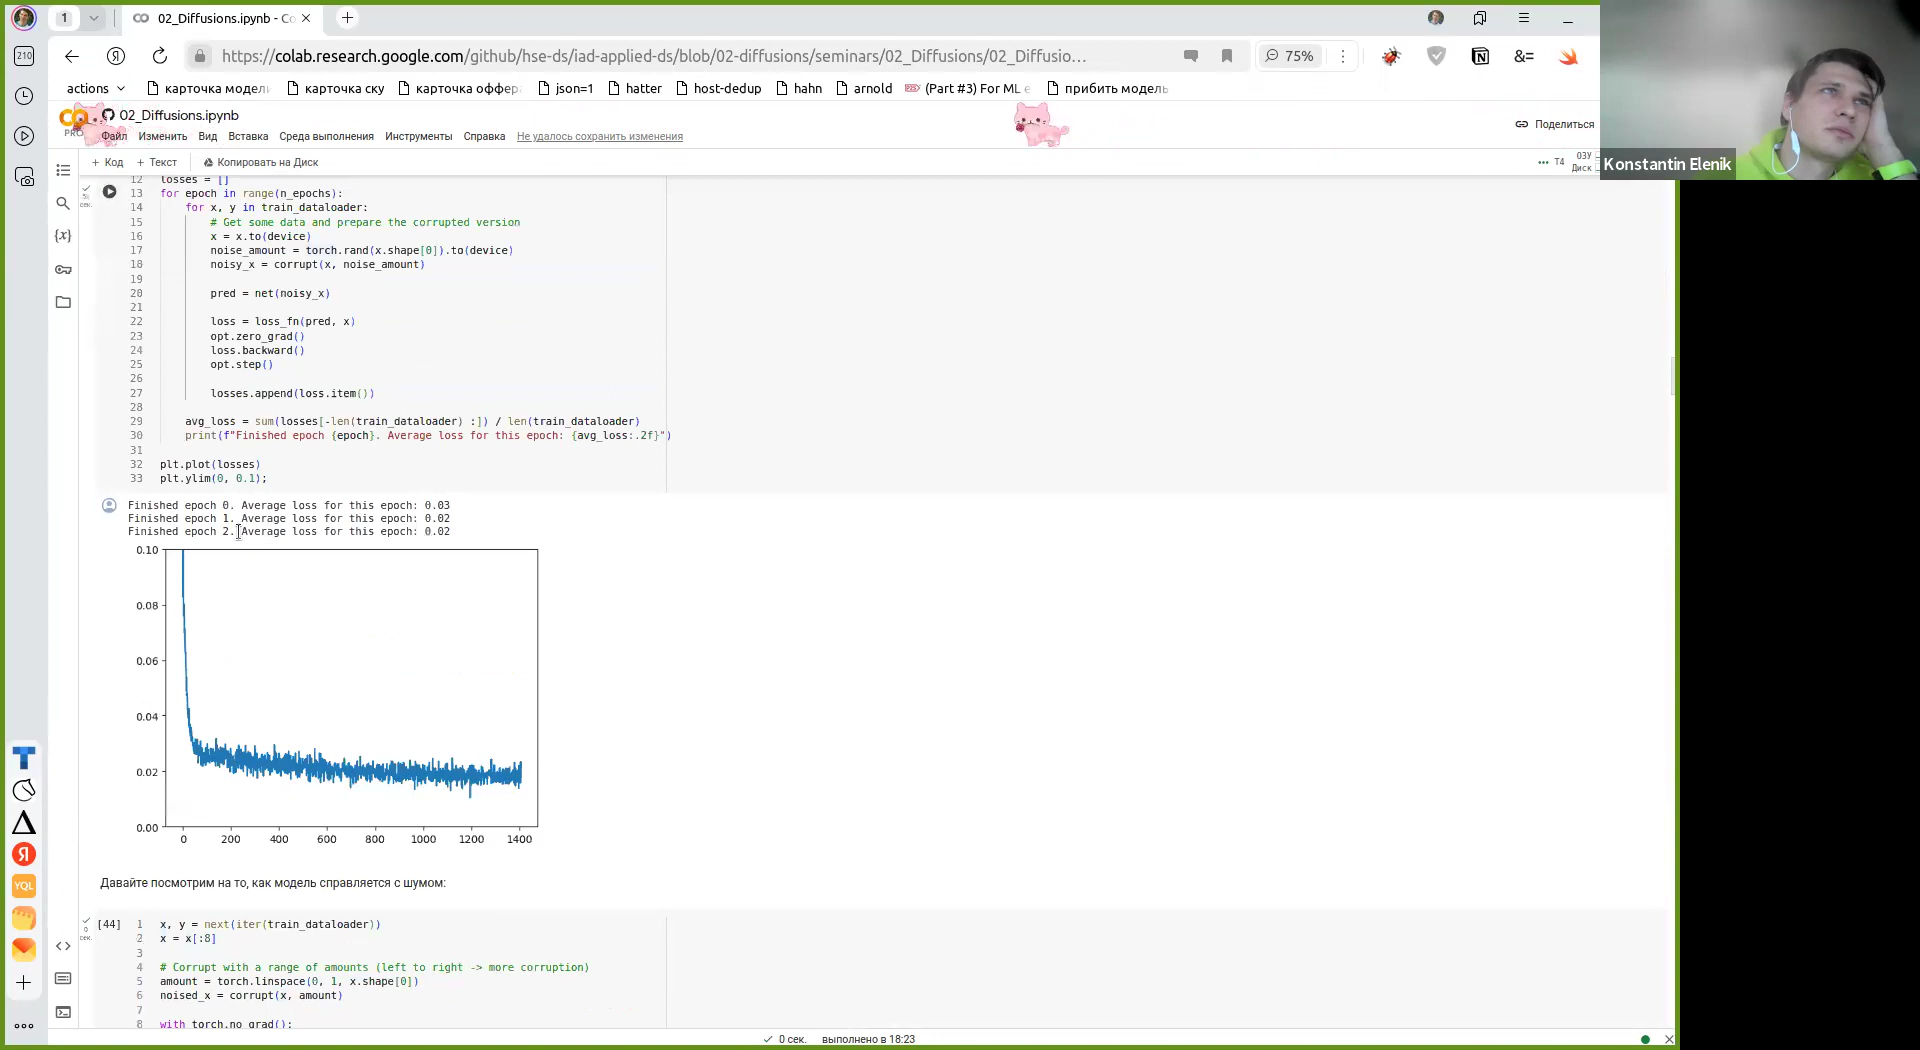 1
02_Diffusions.ipynb - Co
210
https://colab.research.google.com/github/hse-ds/iad-applied-ds/blob/02-diffusions/seminars/02_Diffusions/02_Diffusio…
75%
actions
карточка модели
карточка ску
карточка оффер
json=1
hatter
host-dedup
hahn
arnold
(Part #3) For ML e
прибить модель
PRO
02_Diffusions.ipynb
Файл Изменить Вид Вставка Среда выполнения Инструменты Справка Не удалось сохранить изменения
Поделиться
+ Код + Текст Копировать на Диск
T4
ОЗУ
Диск
Konstantin Elenik
12 losses = []
13 for epoch in range(n_epochs):
14 for x, y in train_dataloader:
15 # Get some data and prepare the corrupted version
16 x = x.to(device)
17 noise_amount = torch.rand(x.shape[0]).to(device)
18 noisy_x = corrupt(x, noise_amount)
19
20 pred = net(noisy_x)
21
22 loss = loss_fn(pred, x)
23 opt.zero_grad()
24 loss.backward()
25 opt.step()
26
27 losses.append(loss.item())
28
29 avg_loss = sum(losses[-len(train_dataloader) :]) / len(train_dataloader)
30 print(f"Finished epoch {epoch}. Average loss for this epoch: {avg_loss:.2f}")
31
32 plt.plot(losses)
33 plt.ylim(0, 0.1);
Finished epoch 0. Average loss for this epoch: 0.03
Finished epoch 1. Average loss for this epoch: 0.02
Finished epoch 2. Average loss for this epoch: 0.02
0.10
0.08
0.06
0.04
0.02
0.00
0 200 400 600 800 1000 1200 1400
Давайте посмотрим на то, как модель справляется с шумом:
[44] 1 x, y = next(iter(train_dataloader))
2 x = x[:8]
3
4 # Corrupt with a range of amounts (left to right -> more corruption)
5 amount = torch.linspace(0, 1, x.shape[0])
6 noised_x = corrupt(x, amount)
7
8 with torch.no_grad():
0 сек. выполнено в 18:23
YQL